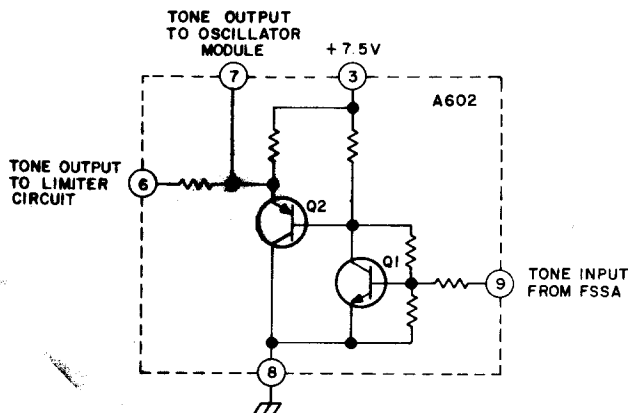 TONE OUTPUT
TO OSCILLATOR
MODULE
+7.5V
7
3
A602
TONE OUTPUT
TO LIMITER
CIRCUIT
6
Q2
Q1
9
TONE INPUT
FROM FSSA
8